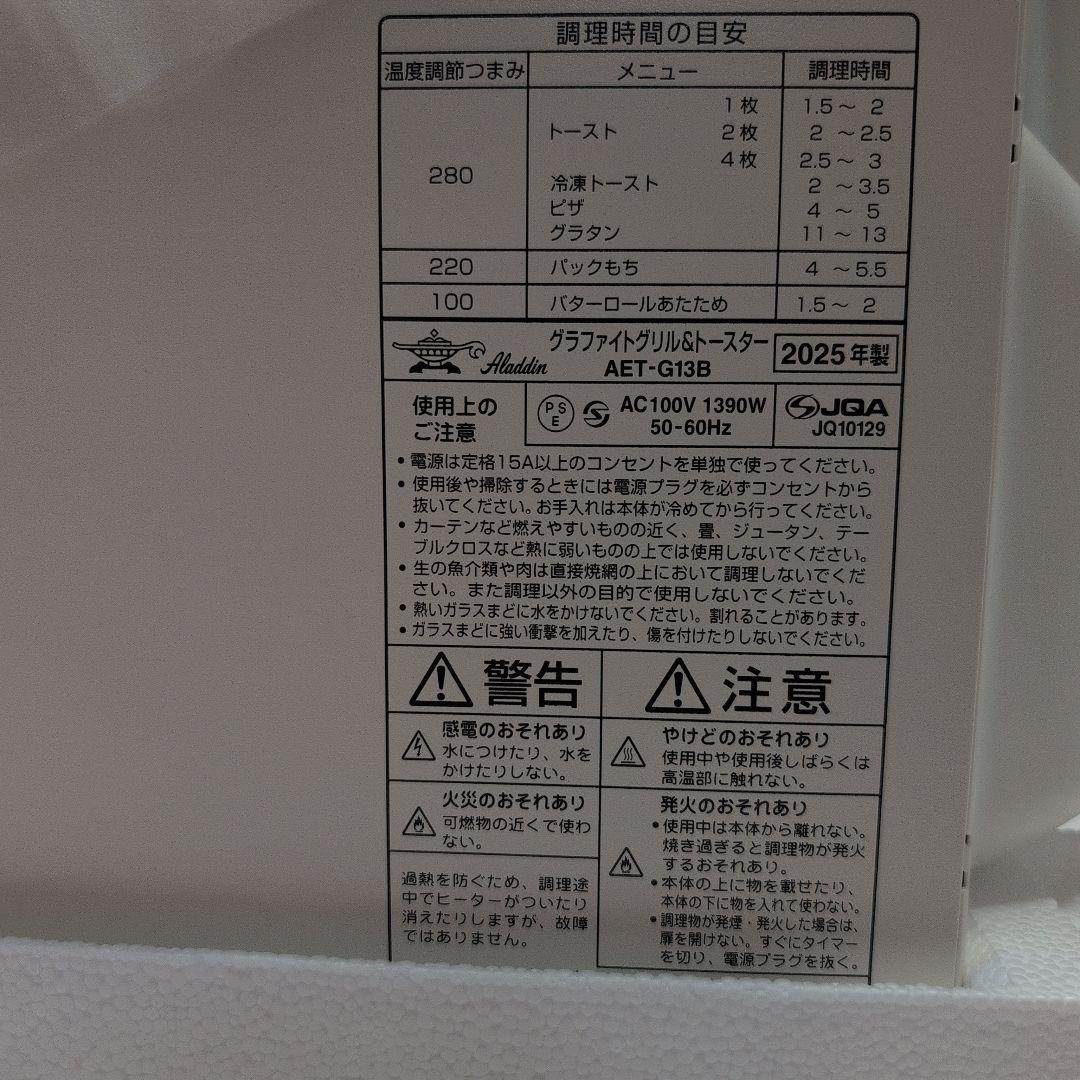 調理時間の目安
温度調節つまみ メニュー 調理時間
1枚 1.5～ 2
トースト 2枚 2 ～2.5
4枚 2.5～ 3
280
冷凍トースト 2 ～3.5
ピザ 4 ～ 5
グラタン 11～ 13
220 パックもち 4 ～5.5
100 バターロールあたため 1.5～ 2
Aladdin
グラファイトグリル&トースター
AET-G13B
2025年製
使用上の
ご注意
PS
E
AC100V 1390W
50-60Hz
JQA
JQ10129
•電源は定格15A以上のコンセントを単独で使ってください。
•使用後や掃除するときには電源プラグを必ずコンセントから
抜いてください。お手入れは本体が冷めてから行ってください。
•カーテンなど燃えやすいものの近く、畳、ジュータン、テー
ブルクロスなど熱に弱いものの上では使用しないでください。
•生の魚介類や肉は直接焼網の上において調理しないでくだ
さい。また調理以外の目的で使用しないでください。
•熱いガラスまどに水をかけないでください。割れることがあります。
•ガラスまどに強い衝撃を加えたり、傷を付けたりしないでください。
警告
感電のおそれあり
水につけたり、水を
かけたりしない。
火災のおそれあり
可燃物の近くで使わ
ない。
過熱を防ぐため、調理途
中でヒーターがついたり
消えたりしますが、故障
ではありません。
注意
やけどのおそれあり
使用中や使用後しばらくは
高温部に触れない。
発火のおそれあり
•使用中は本体から離れない。
焼き過ぎると調理物が発火
するおそれあり。
•本体の上に物を載せたり、
本体の下に物を入れて使わない。
•調理物が発煙・発火した場合は、
扉を開けない。すぐにタイマー
を切り、電源プラグを抜く。